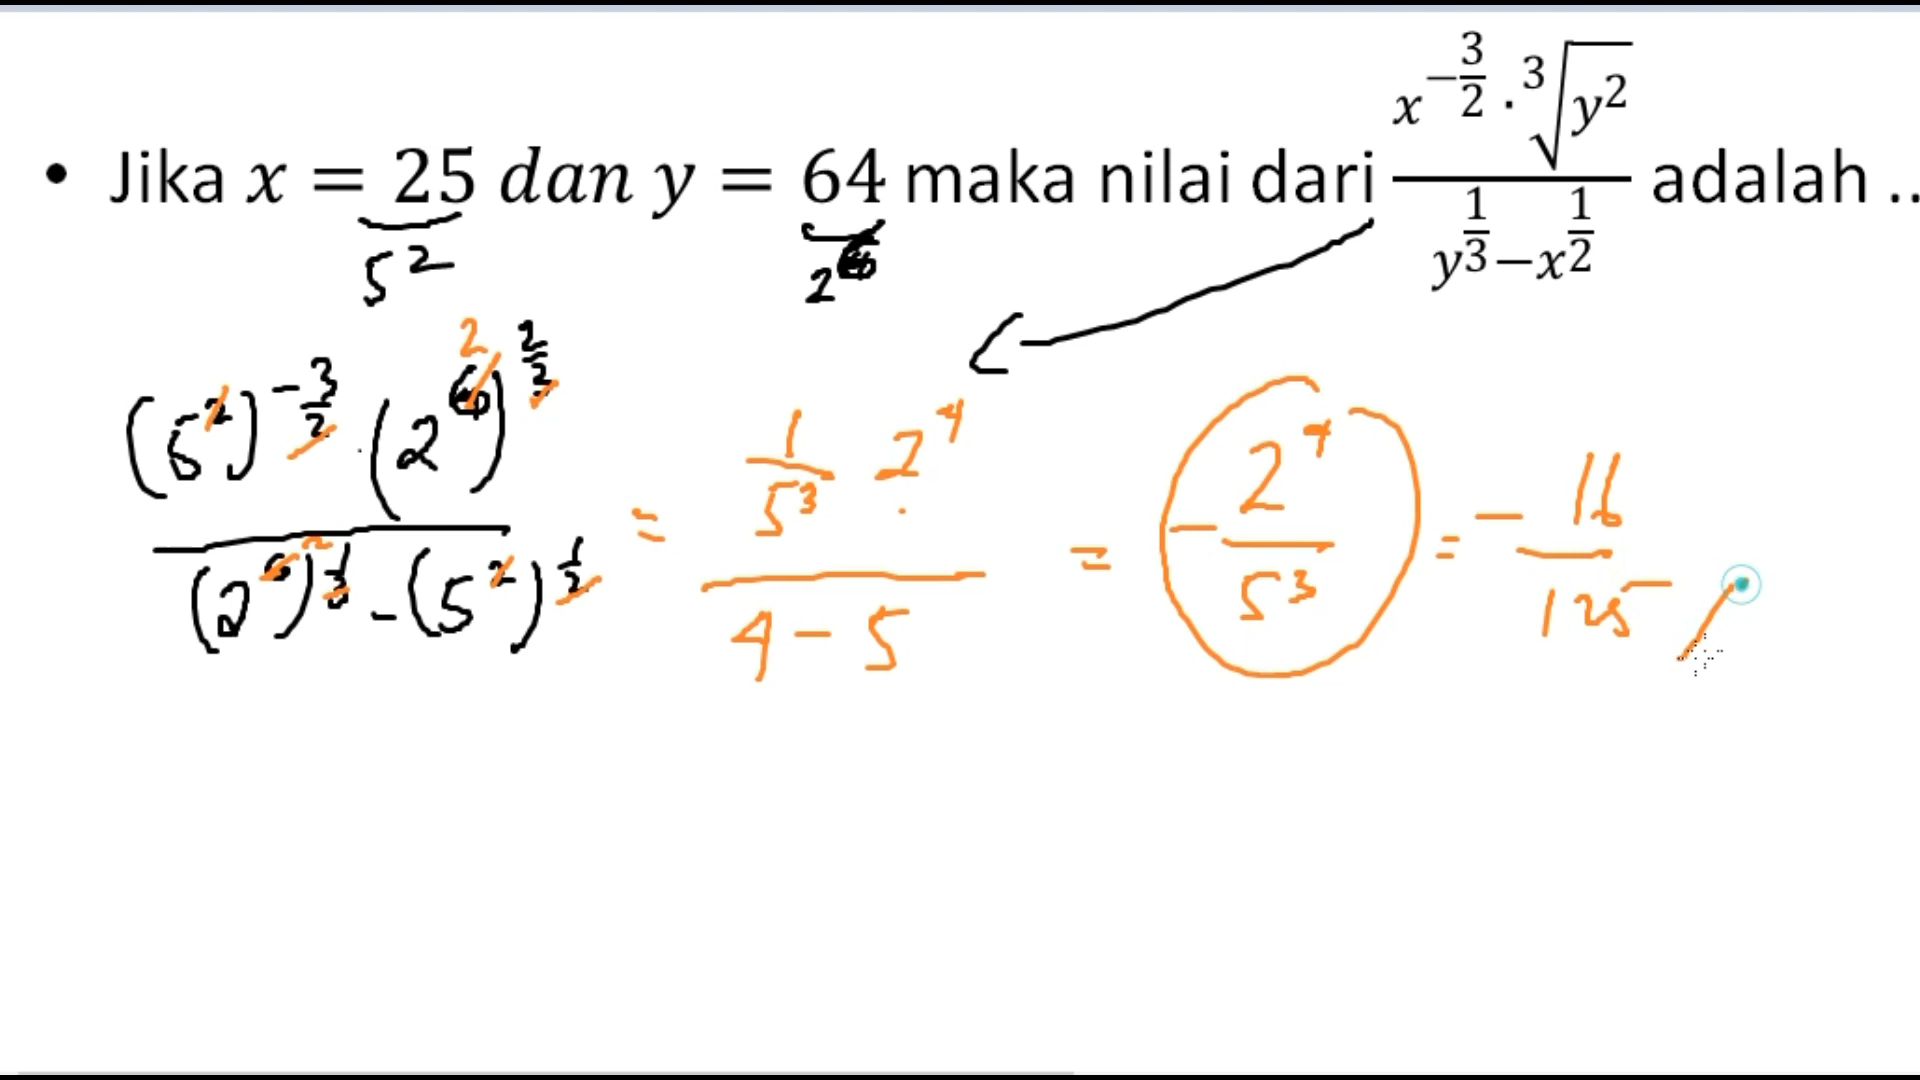 • Jika x = 25 dan y = 64 maka nilai dari (x^(-3/2) . ∛(y²)) / (y^(1/3) − x^(1/2)) adalah ..
5² 2⁶
((5²)^(-3/2) . (2⁶)^(2/3)) / ((2⁶)^(1/3) - (5²)^(1/2)) = (1/5³ . 2⁴) / (4 - 5) = - 2⁴/5³ = - 16/125